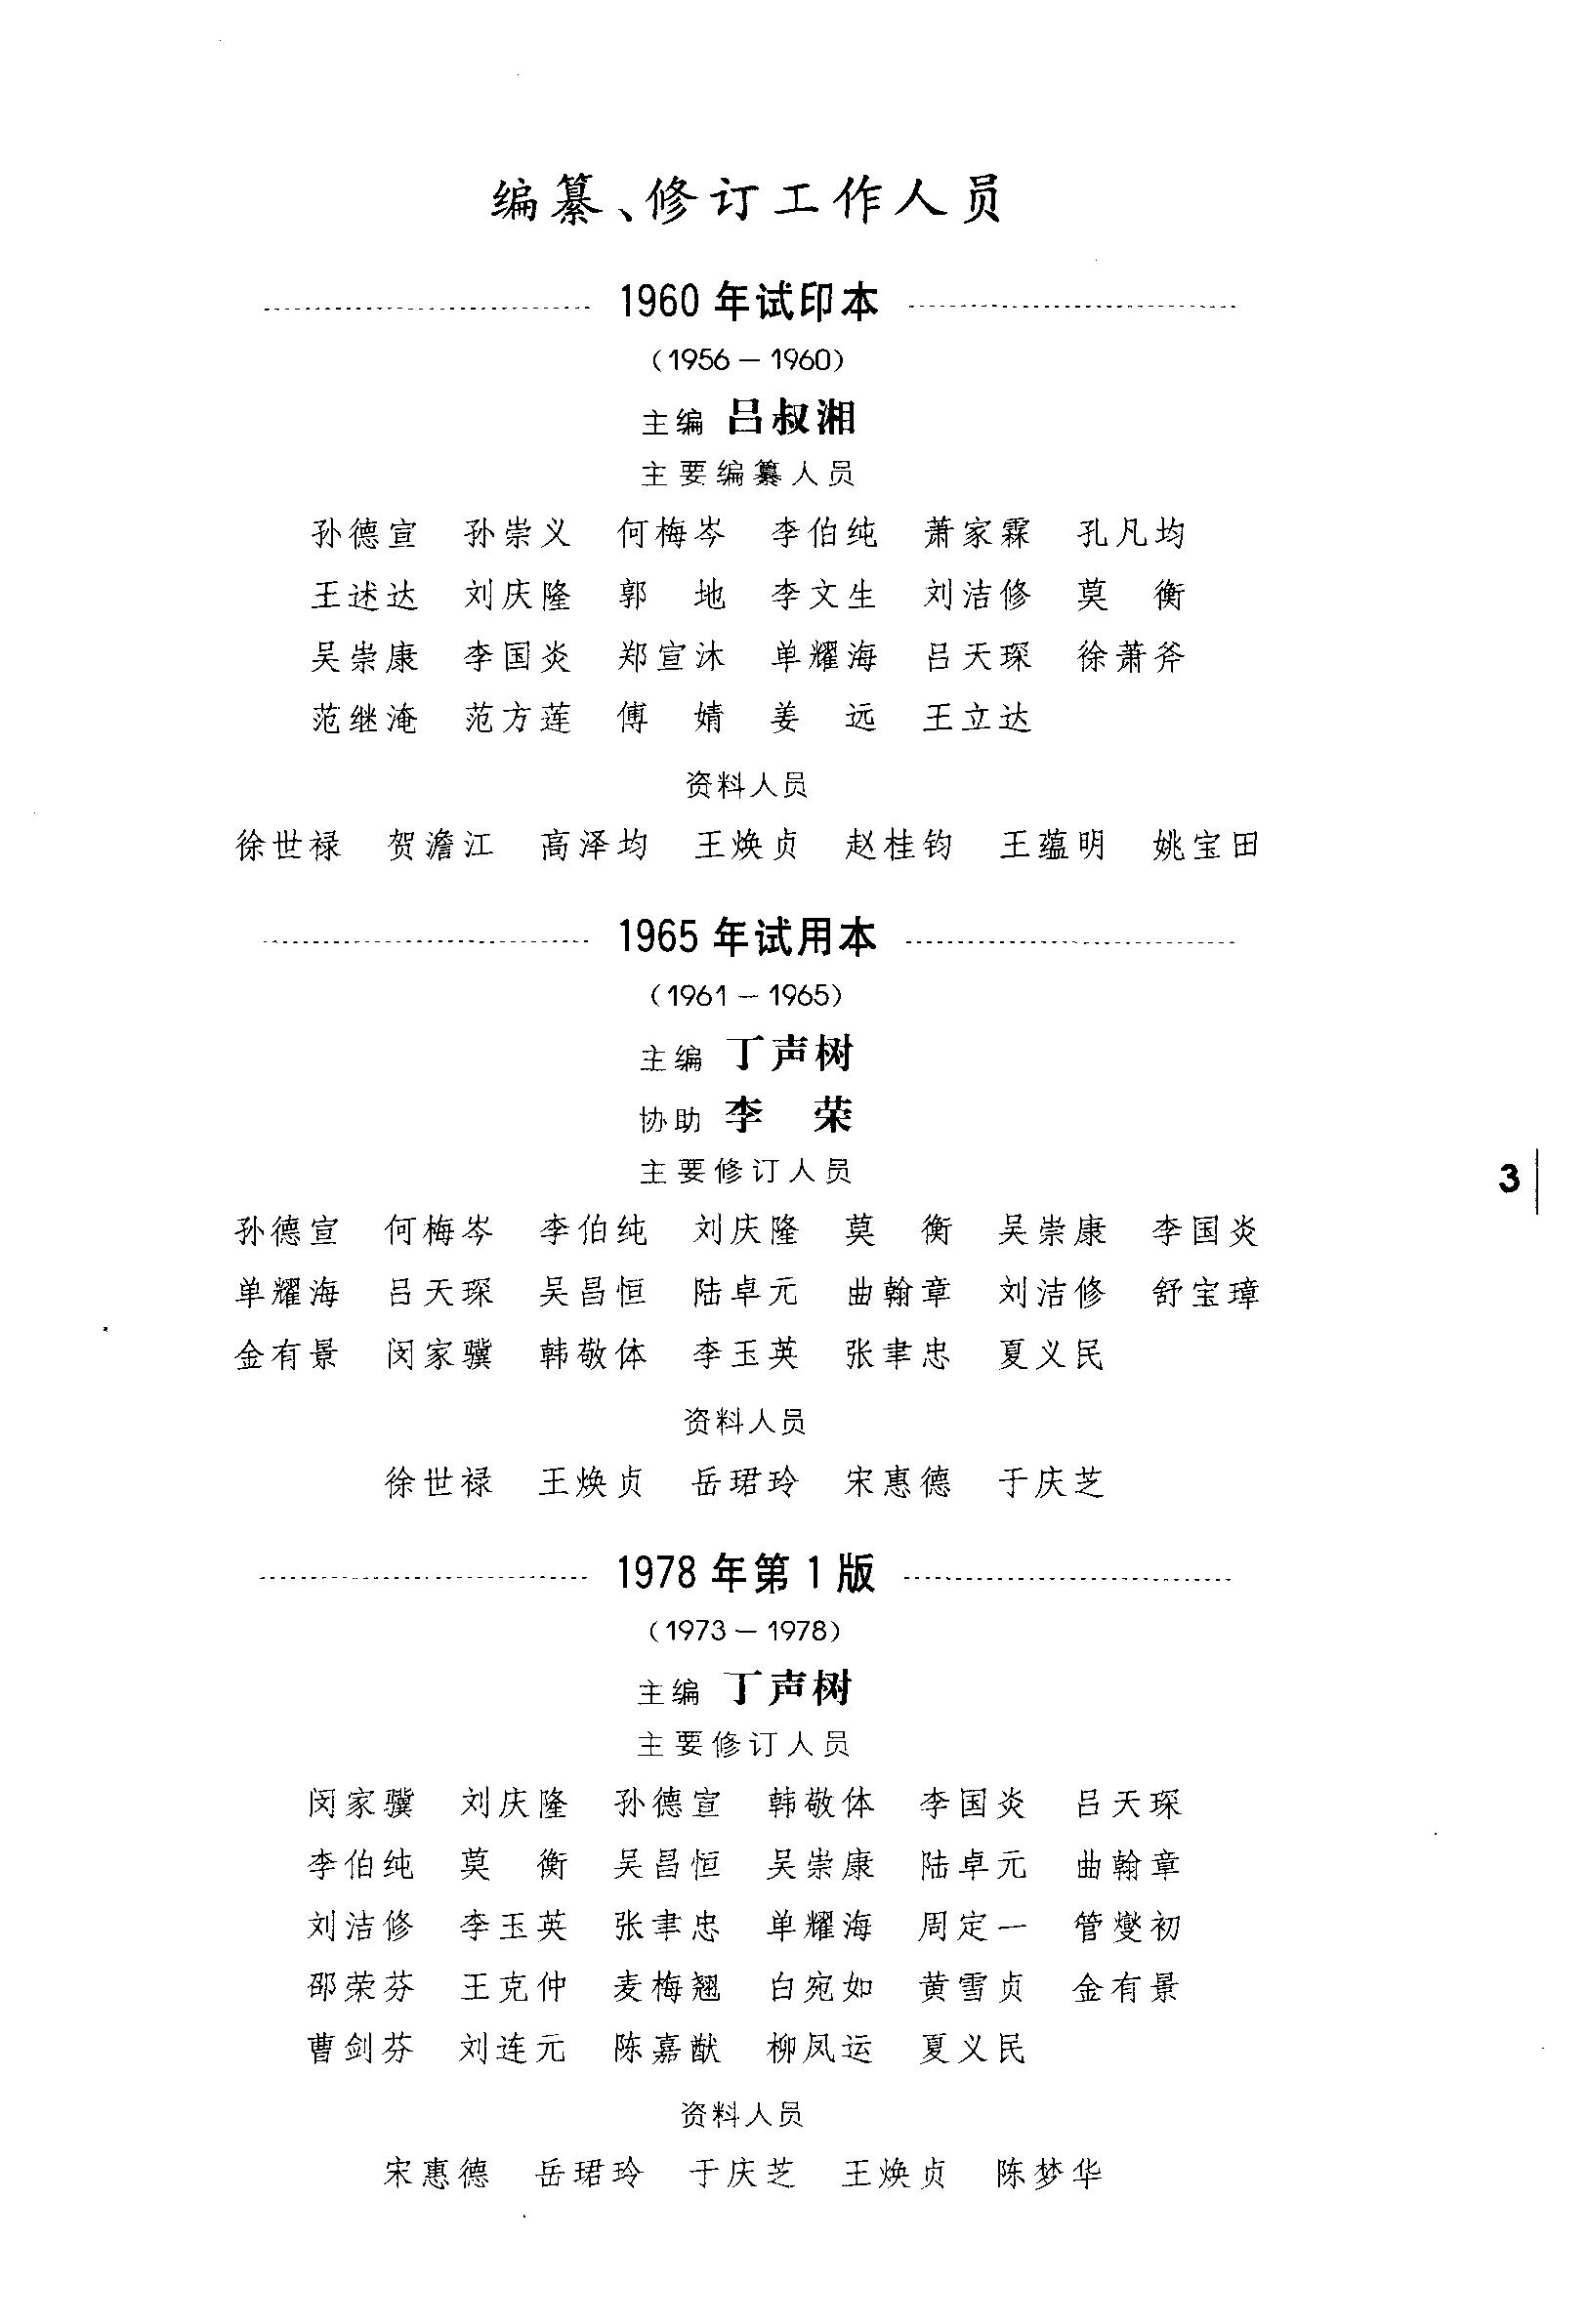 编纂、修订工作人员
1960 年试印本
（1956 — 1960）
主编 吕叔湘
主要编纂人员
孙德宣 孙崇义 何梅岑 李伯纯 萧家霖 孔凡均
王述达 刘庆隆 郭 地 李文生 刘洁修 莫 衡
吴崇康 李国炎 郑宣沐 单耀海 吕天琛 徐萧斧
范继淹 范方莲 傅 婧 姜 远 王立达
资料人员
徐世禄 贺澹江 高泽均 王焕贞 赵桂钧 王蕴明 姚宝田
1965 年试用本
（1961 — 1965）
主编 丁声树
协助 李 荣
主要修订人员
孙德宣 何梅岑 李伯纯 刘庆隆 莫 衡 吴崇康 李国炎
单耀海 吕天琛 吴昌恒 陆卓元 曲翰章 刘洁修 舒宝璋
金有景 闵家骥 韩敬体 李玉英 张聿忠 夏义民
资料人员
徐世禄 王焕贞 岳珺玲 宋惠德 于庆芝
1978 年第 1 版
（1973 — 1978）
主编 丁声树
主要修订人员
闵家骥 刘庆隆 孙德宣 韩敬体 李国炎 吕天琛
李伯纯 莫 衡 吴昌恒 吴崇康 陆卓元 曲翰章
刘洁修 李玉英 张聿忠 单耀海 周定一 管燮初
邵荣芬 王克仲 麦梅翘 白宛如 黄雪贞 金有景
曹剑芬 刘连元 陈嘉猷 柳凤运 夏义民
资料人员
宋惠德 岳珺玲 于庆芝 王焕贞 陈梦华
3